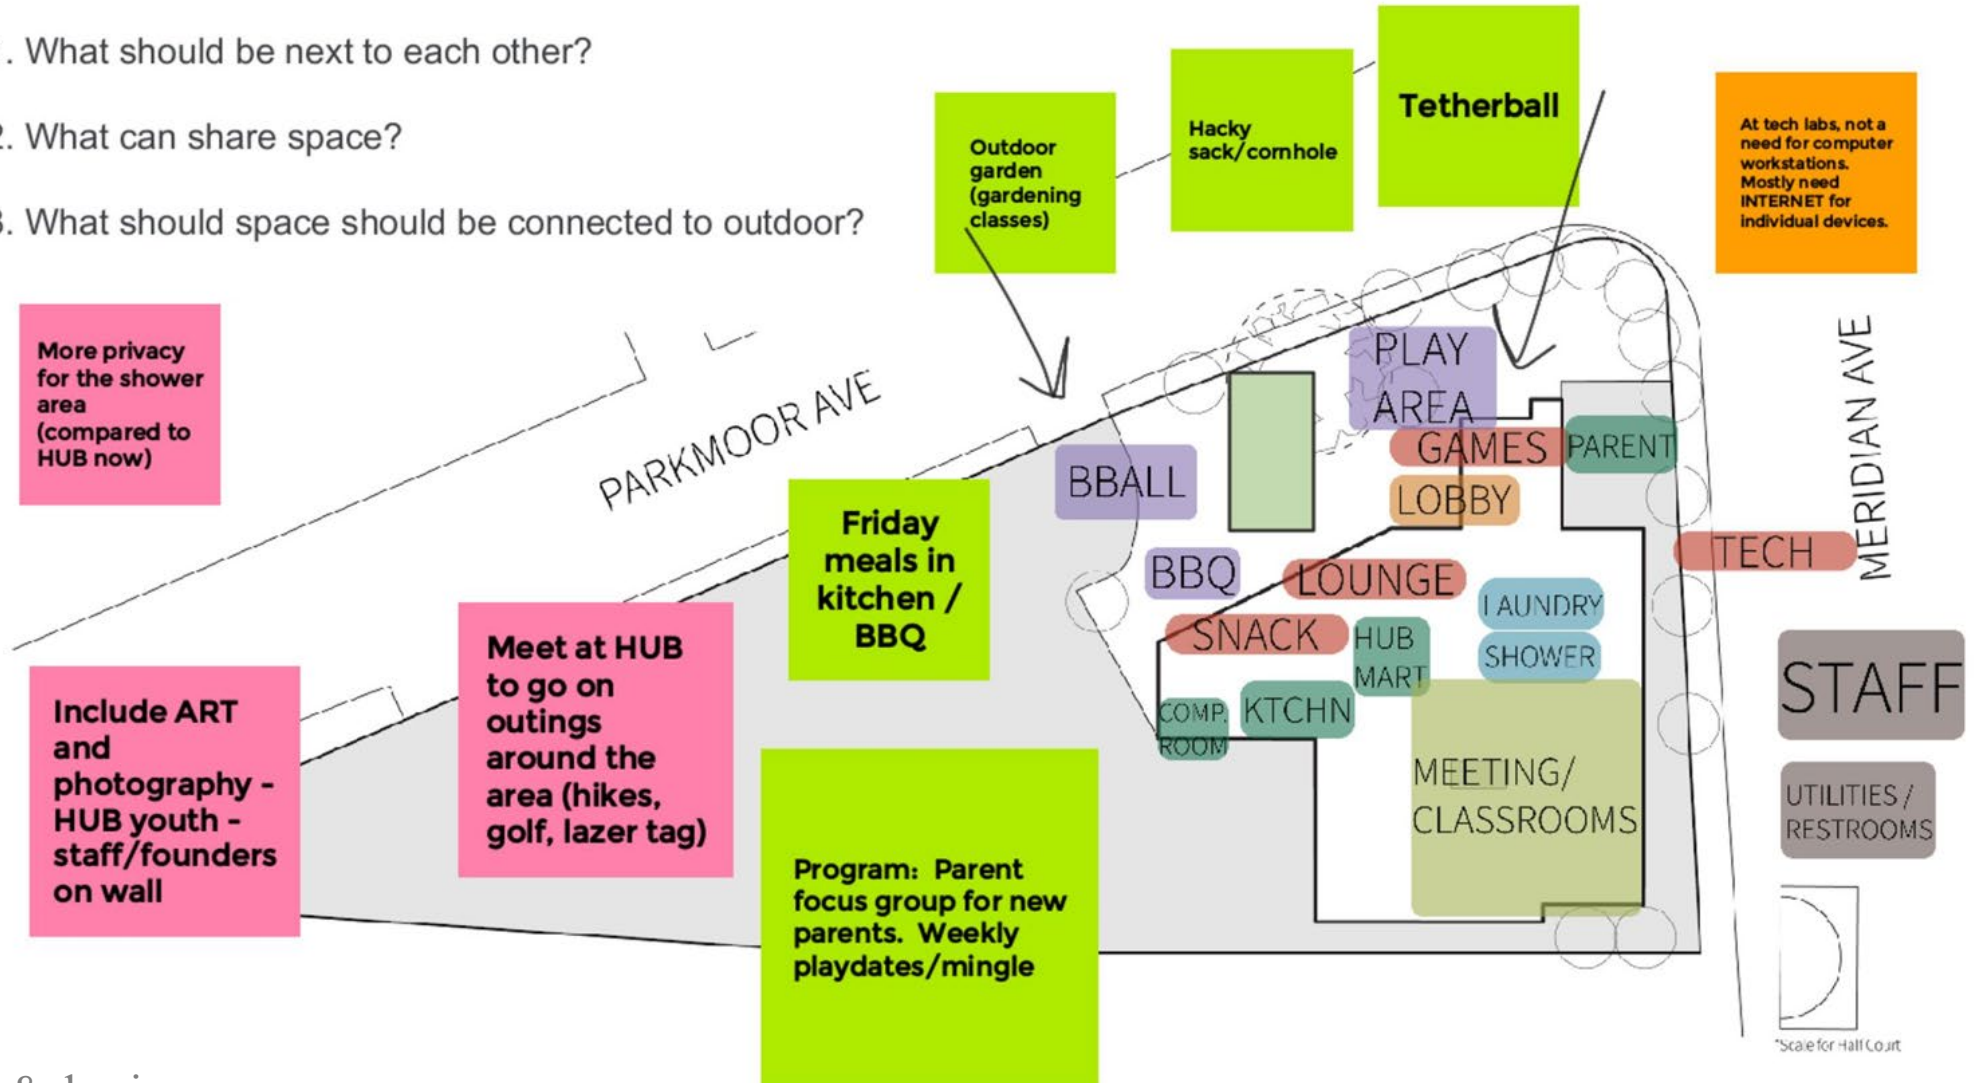 . What should be next to each other?
2. What can share space?
3. What should space should be connected to outdoor?
Outdoor
garden
(gardening
classes)
Hacky
sack/cornhole
Tetherball
At tech labs, not a
need for computer
workstations.
Mostly need
INTERNET for
individual devices.
More privacy
for the shower
area
(compared to
HUB now)
PARKMOOR AVE
MERIDIAN AVE
PLAY
AREA
GAMES
PARENT
LOBBY
BBALL
BBQ
LOUNGE
TECH
LAUNDRY
SHOWER
SNACK
HUB
MART
COMP.
ROOM
KTCHN
MEETING/
CLASSROOMS
STAFF
UTILITIES /
RESTROOMS
Friday
meals in
kitchen /
BBQ
Meet at HUB
to go on
outings
around the
area (hikes,
golf, lazer tag)
Include ART
and
photography -
HUB youth -
staff/founders
on wall
Program: Parent
focus group for new
parents. Weekly
playdates/mingle
*Scale for Half Court